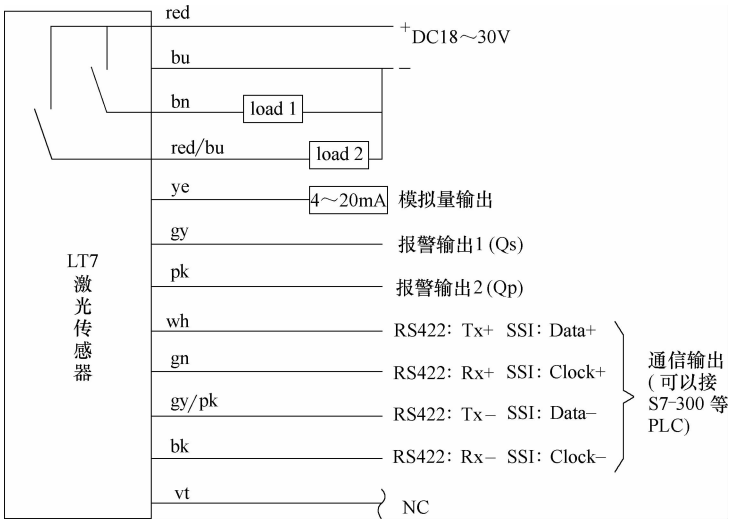 red
+ DC18～30V
bu
−
bn
load 1
red/bu
load 2
ye
4～20mA 模拟量输出
gy
报警输出1 (Qs)
pk
报警输出2 (Qp)
LT7
激光传感器
wh
RS422: Tx+ SSI: Data+
gn
RS422: Rx+ SSI: Clock+
gy/pk
RS422: Tx− SSI: Data−
bk
RS422: Rx− SSI: Clock−
通信输出
( 可以接
S7-300 等
PLC)
vt
NC